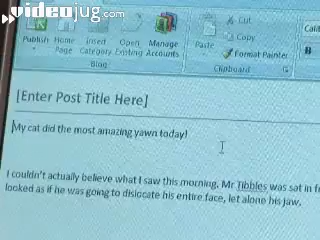 videojug.com
Publish Home Page Insert Category Open Existing Manage Accounts
Blog
Paste Cut
Copy
Format Painter
Clipboard
[Enter Post Title Here]
My cat did the most amazing yawn today!
I couldn't actually believe what I saw this morning. Mr Tibbles was sat in
looked as if he was going to dislocate his entire face, let alone his jaw.